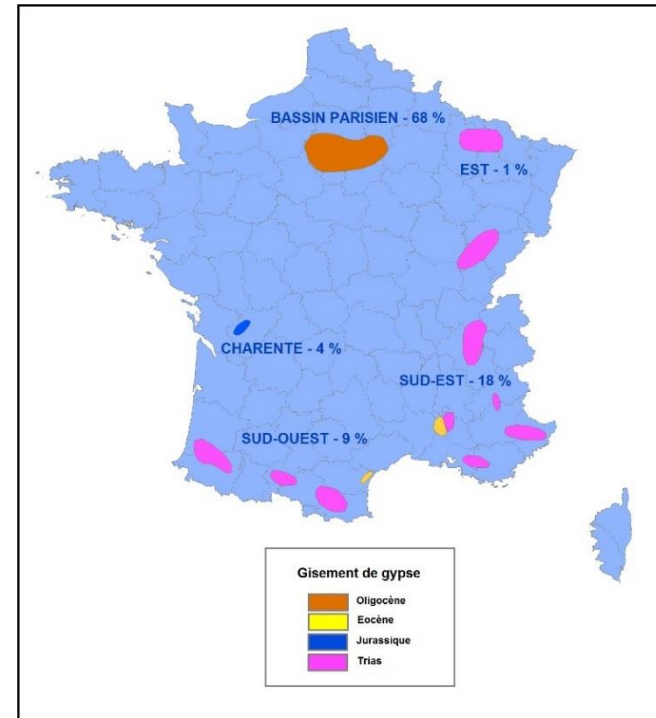 BASSIN PARISIEN - 68 %
EST - 1 %
CHARENTE - 4 %
SUD-EST - 18 %
SUD-OUEST - 9 %
Gisement de gypse
Oligocène
Eocène
Jurassique
Trias